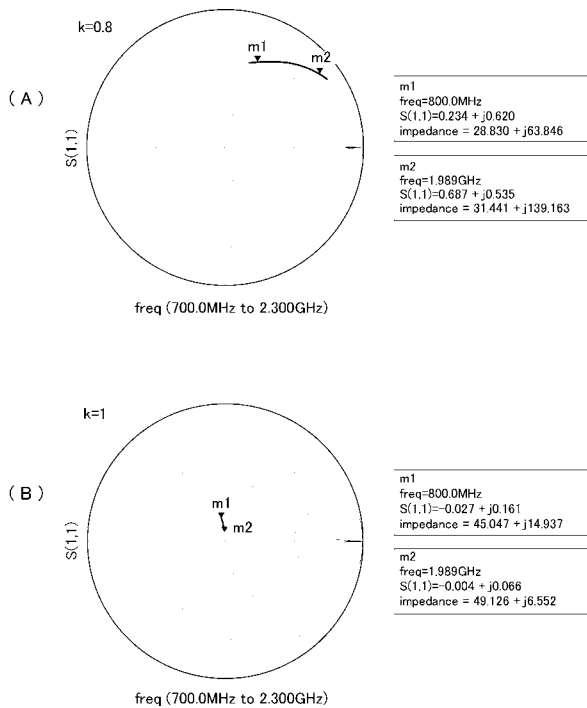 k=0.8
m1
m2
( A )
S(1,1)
m1
freq=800.0MHz
S(1,1)=0.234 + j0.620
impedance = 28.830 + j63.846
m2
freq=1.989GHz
S(1,1)=0.687 + j0.535
impedance = 31.441 + j139.163
freq (700.0MHz to 2.300GHz)
k=1
m1
m2
( B )
S(1,1)
m1
freq=800.0MHz
S(1,1)=-0.027 + j0.161
impedance = 45.047 + j14.937
m2
freq=1.989GHz
S(1,1)=-0.004 + j0.066
impedance = 49.126 + j6.552
freq (700.0MHz to 2.300GHz)